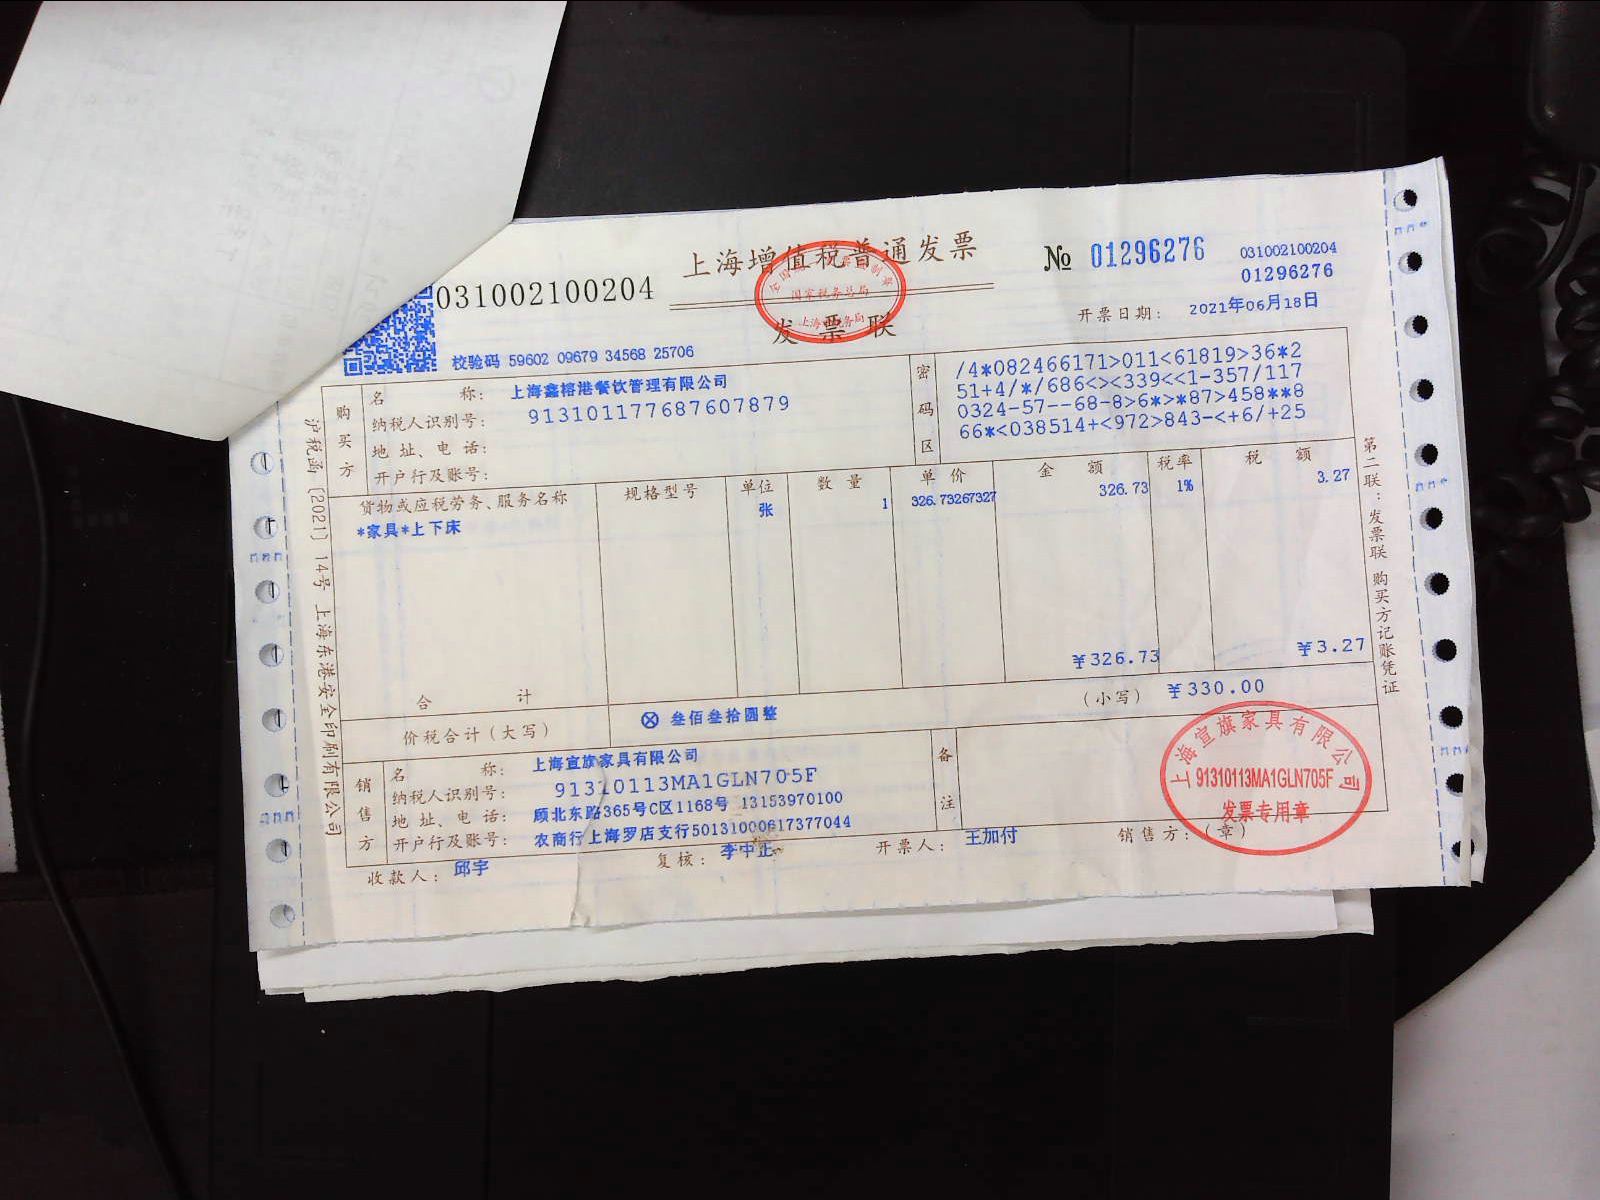 031002100204
上海增值税普通发票
发票联
全国统一发票监制章
国家税务总局
上海市税务局
№ 01296276
031002100204
01296276
校验码 59602 09679 34568 25706
开票日期： 2021年06月18日
购买方
名称： 上海鑫榕港餐饮管理有限公司
纳税人识别号： 913101177687607879
地址、电话：
开户行及账号：
密码区
/4*082466171>011<61819>36*2
51+4/*/686<><339<<1-357/117
0324-57--68-8>6*>*87>458**8
66*<038514+<972>843-<+6/+25
货物或应税劳务、服务名称 规格型号 单位 数量 单价 金额 税率 税额
*家具*上下床 张 1 326.73267327 326.73 1% 3.27
合计 ¥326.73 ¥3.27
价税合计（大写） ⊗ 叁佰叁拾圆整 （小写） ¥330.00
销售方
名称： 上海宣旗家具有限公司
纳税人识别号： 91310113MA1GLN705F
地址、电话： 顾北东路365号C区1168号 13153970100
开户行及账号： 农商行上海罗店支行50131000617377044
备注
上海宣旗家具有限公司
91310113MA1GLN705F
发票专用章
收款人： 邱宇 复核： 李中正 开票人： 王加付 销售方：（章）
沪税函〔2021〕14号 上海东港安全印刷有限公司
第二联：发票联 购买方记账凭证